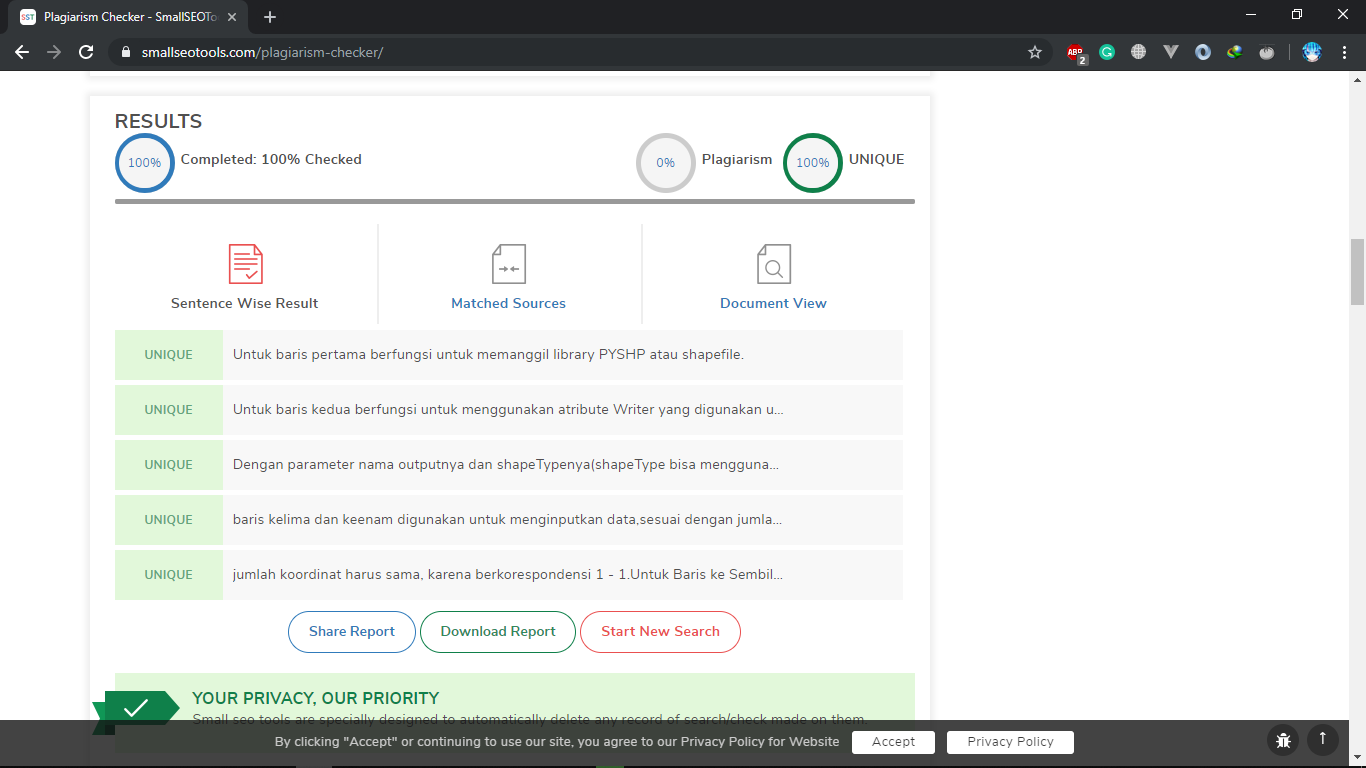 SST Plagiarism Checker - SmallSEOTo
smallseotools.com/plagiarism-checker/
ABP 2
RESULTS
100% Completed: 100% Checked 0% Plagiarism 100% UNIQUE
Sentence Wise Result Matched Sources Document View
UNIQUE Untuk baris pertama berfungsi untuk memanggil library PYSHP atau shapefile.
UNIQUE Untuk baris kedua berfungsi untuk menggunakan atribute Writer yang digunakan u...
UNIQUE Dengan parameter nama outputnya dan shapeTypenya(shapeType bisa mengguna...
UNIQUE baris kelima dan keenam digunakan untuk menginputkan data,sesuai dengan jumla...
UNIQUE jumlah koordinat harus sama, karena berkorespondensi 1 - 1.Untuk Baris ke Sembil...
Share Report Download Report Start New Search
YOUR PRIVACY, OUR PRIORITY
Small seo tools are specially designed to automatically delete any record of search/check made on them.
By clicking "Accept" or continuing to use our site, you agree to our Privacy Policy for Website Accept Privacy Policy